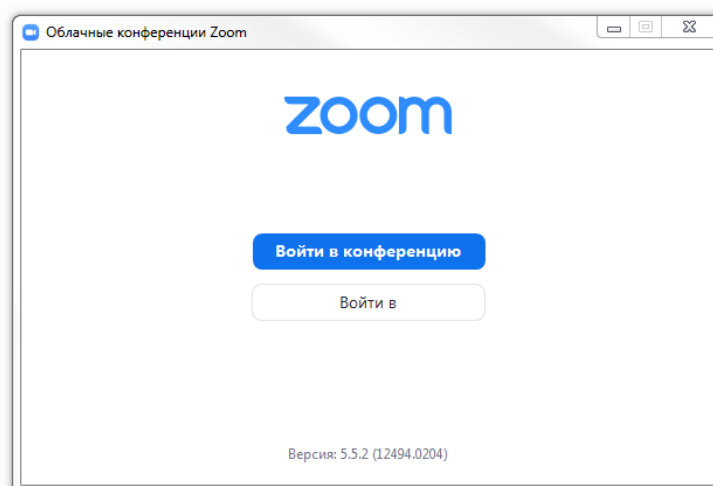 Облачные конференции Zoom
zoom
Войти в конференцию
Войти в
Версия: 5.5.2 (12494.0204)